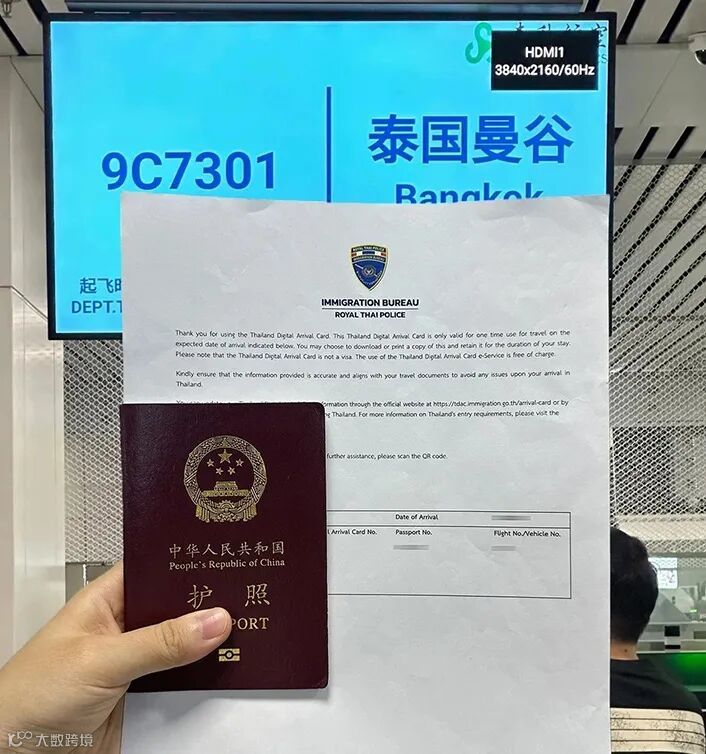 HDMI1
3840x2160/60Hz
9C7301
泰国曼谷
Bangkok
起飞时
DEPT.T
IMMIGRATION BUREAU
ROYAL THAI POLICE
Thank you for using the Thailand Digital Arrival Card. This Thailand Digital Arrival Card is only valid for one time use for travel on the
expected date of arrival indicated below. You may choose to download or print a copy of this and retain it for the duration of your stay.
Please note that the Thailand Digital Arrival Card is not a visa. The use of the Thailand Digital Arrival Card e-Service is free of charge.
Kindly ensure that the information provided is accurate and aligns with your travel documents to avoid any issues upon your arrival in
Thailand.
formation through the official website at https://tdac.immigration.go.th/arrival-card or by
Thailand. For more information on Thailand's entry requirements, please visit the
further assistance, please scan the QR code.
Date of Arrival
l Arrival Card No. Passport No. Flight No./Vehicle No.
中华人民共和国
People's Republic of China
护照
PORT
大数跨境